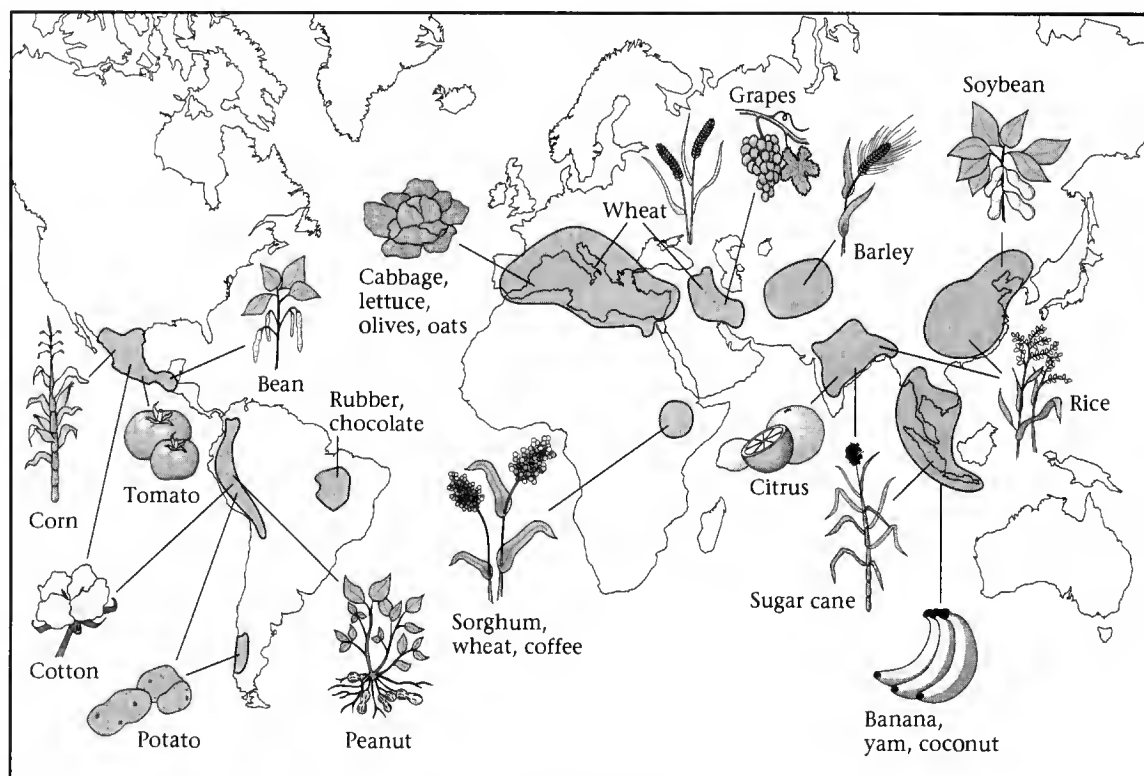 Grapes
Soybean
Wheat
Barley
Cabbage,
lettuce,
olives, oats
Bean
Rubber,
chocolate
Rice
Tomato
Citrus
Corn
Sugar cane
Sorghum,
wheat, coffee
Cotton
Potato
Peanut
Banana,
yam, coconut